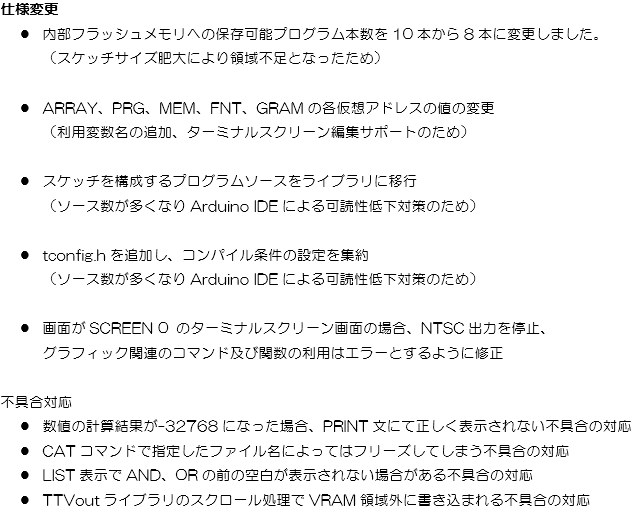 仕様変更
● 内部フラッシュメモリへの保存可能プログラム本数を 10 本から 8 本に変更しました。
（スケッチサイズ肥大により領域不足となったため）
● ARRAY、PRG、MEM、FNT、GRAM の各仮想アドレスの値の変更
（利用変数名の追加、ターミナルスクリーン編集サポートのため）
● スケッチを構成するプログラムソースをライブラリに移行
（ソース数が多くなり Arduino IDE による可読性低下対策のため）
● tconfig.h を追加し、コンパイル条件の設定を集約
（ソース数が多くなり Arduino IDE による可読性低下対策のため）
● 画面が SCREEN 0 のターミナルスクリーン画面の場合、NTSC 出力を停止、
グラフィック関連のコマンド及び関数の利用はエラーとするように修正
不具合対応
● 数値の計算結果が-32768 になった場合、PRINT 文にて正しく表示されない不具合の対応
● CAT コマンドで指定したファイル名によってはフリーズしてしまう不具合の対応
● LIST 表示で AND、OR の前の空白が表示されない場合がある不具合の対応
● TTVout ライブラリのスクロール処理で VRAM 領域外に書き込まれる不具合の対応